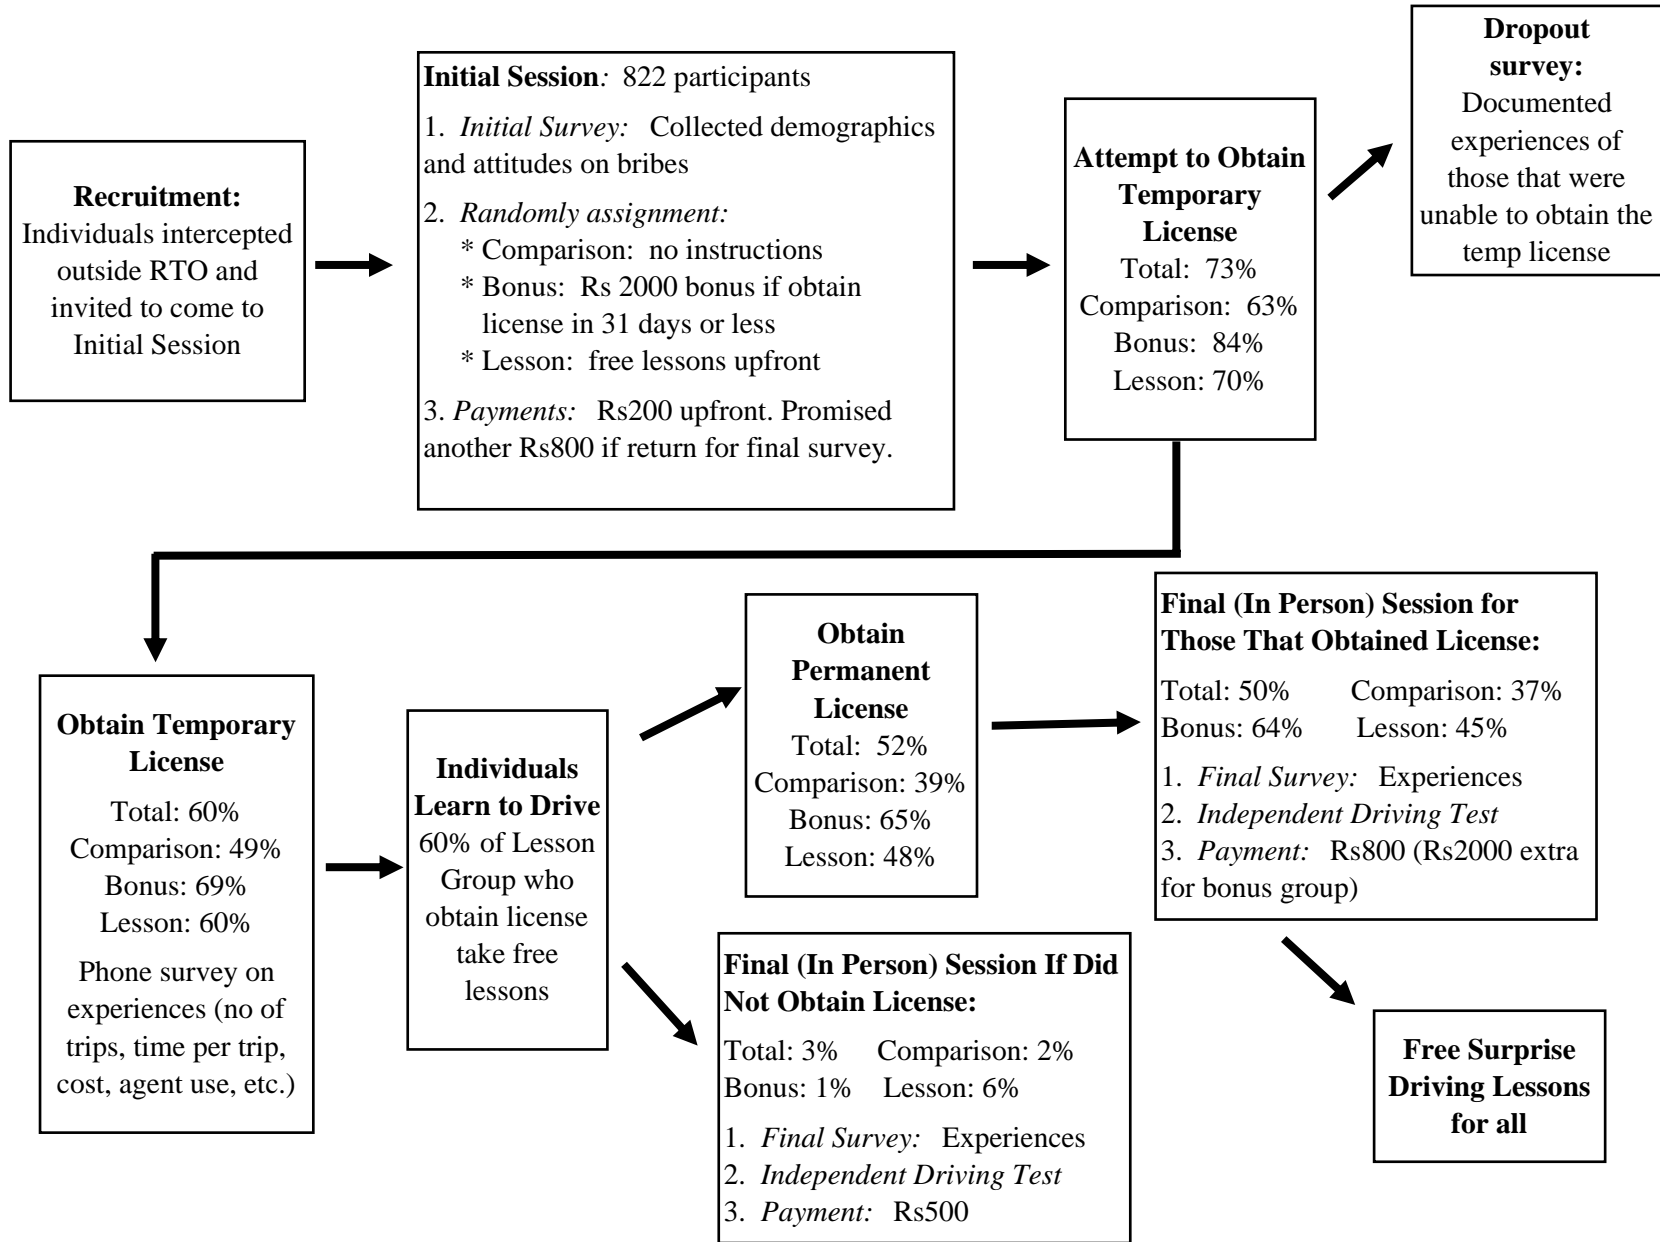 Recruitment:
Individuals intercepted
outside RTO and
invited to come to
Initial Session
Initial Session: 822 participants
1. Initial Survey: Collected demographics
and attitudes on bribes
2. Randomly assignment:
* Comparison: no instructions
* Bonus: Rs 2000 bonus if obtain
license in 31 days or less
* Lesson: free lessons upfront
3. Payments: Rs200 upfront. Promised
another Rs800 if return for final survey.
Attempt to Obtain
Temporary
License
Total: 73%
Comparison: 63%
Bonus: 84%
Lesson: 70%
Dropout
survey:
Documented
experiences of
those that were
unable to obtain the
temp license
Obtain Temporary
License
Total: 60%
Comparison: 49%
Bonus: 69%
Lesson: 60%
Phone survey on
experiences (no of
trips, time per trip,
cost, agent use, etc.)
Individuals
Learn to Drive
60% of Lesson
Group who
obtain license
take free
lessons
Obtain
Permanent
License
Total: 52%
Comparison: 39%
Bonus: 65%
Lesson: 48%
Final (In Person) Session for
Those That Obtained License:
Total: 50% Comparison: 37%
Bonus: 64% Lesson: 45%
1. Final Survey: Experiences
2. Independent Driving Test
3. Payment: Rs800 (Rs2000 extra
for bonus group)
Final (In Person) Session If Did
Not Obtain License:
Total: 3% Comparison: 2%
Bonus: 1% Lesson: 6%
1. Final Survey: Experiences
2. Independent Driving Test
3. Payment: Rs500
Free Surprise
Driving Lessons
for all